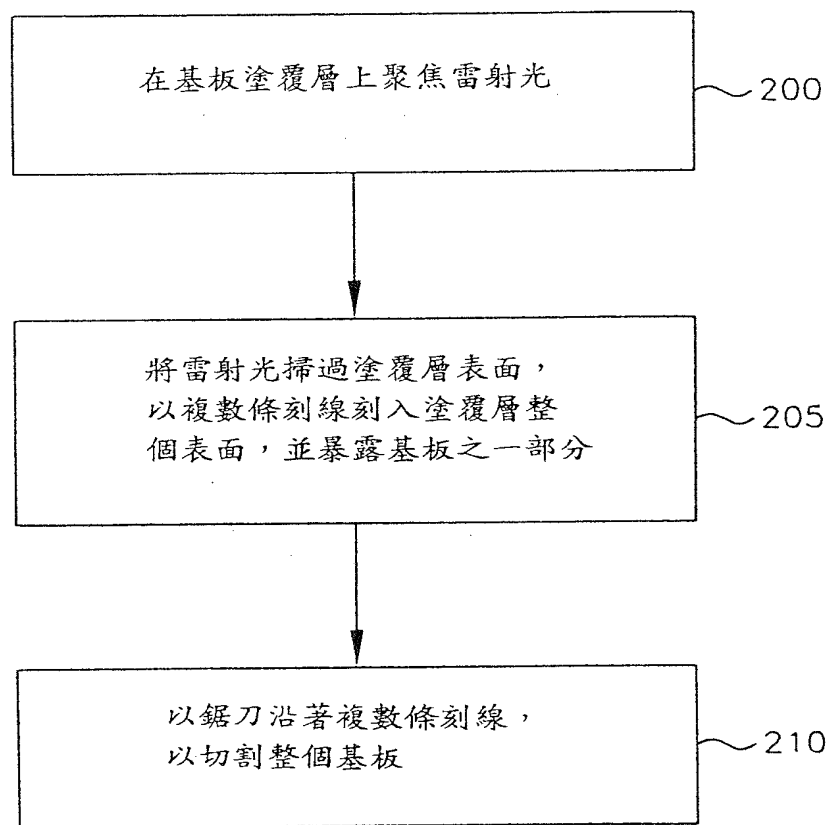 在基板塗覆層上聚焦雷射光
200
將雷射光掃過塗覆層表面，
以複數條刻線刻入塗覆層整
個表面，並暴露基板之一部分
205
以鋸刀沿著複數條刻線，
以切割整個基板
210